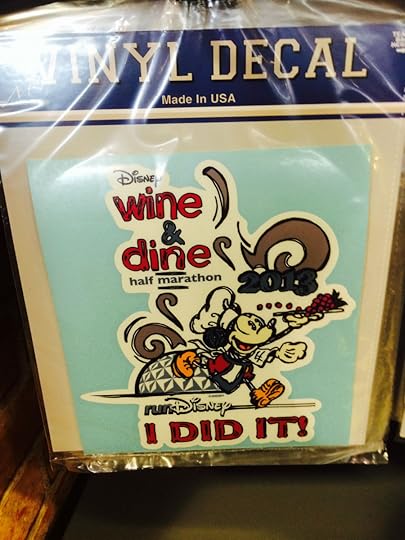 VINYL DECAL
Made In USA
Disney
wine
&
dine
half marathon
2013
runDisney
I DID IT!